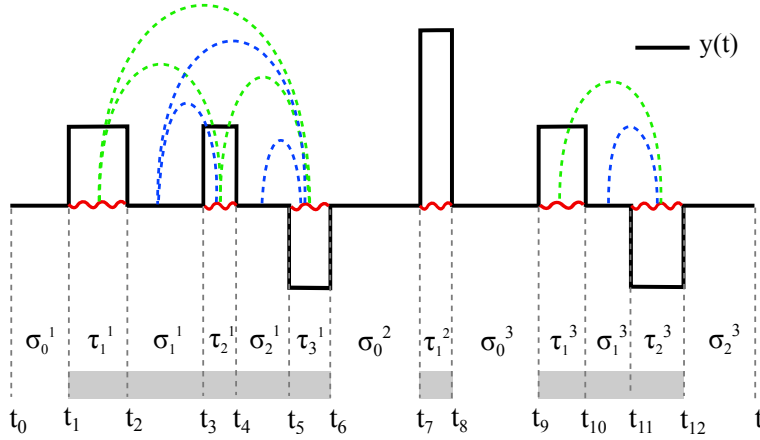 y(t)
σ₀¹ τ₁¹ σ₁¹ τ₂¹ σ₂¹ τ₃¹ σ₀² τ₁² σ₀³ τ₁³ σ₁³ τ₂³ σ₂³
t₀ t₁ t₂ t₃ t₄ t₅ t₆ t₇ t₈ t₉ t₁₀ t₁₁ t₁₂ t